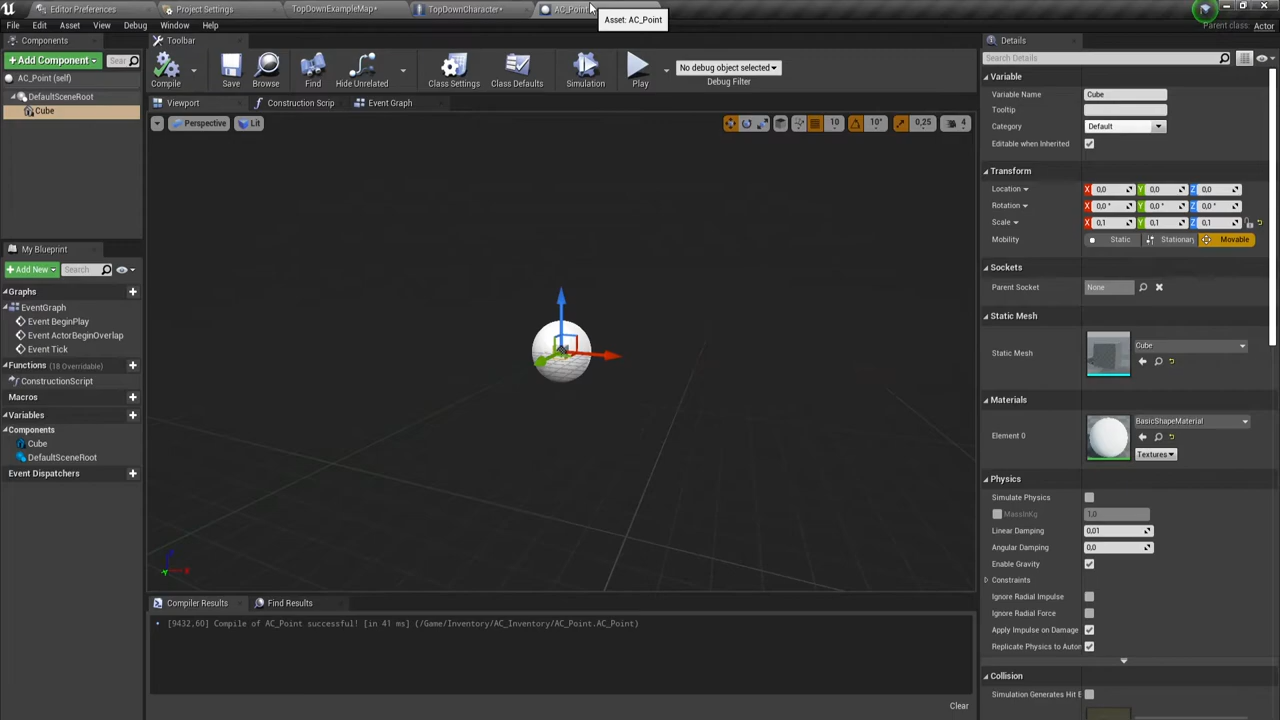 Editor Preferences
Project Settings
TopDownExampleMap*
TopDownCharacter*
AC_Point
Asset: AC_Point
File Edit Asset View Debug Window Help
Parent class: Actor
Components
+ Add Component
Search
AC_Point (self)
DefaultSceneRoot
Cube
Toolbar
Compile
Save
Browse
Find
Hide Unrelated
Class Settings
Class Defaults
Simulation
Play
No debug object selected
Debug Filter
Viewport
Construction Scrip
Event Graph
Perspective
Lit
10
10°
0,25
4
My Blueprint
+ Add New
Search
Graphs
EventGraph
Event BeginPlay
Event ActorBeginOverlap
Event Tick
Functions (18 Overridable)
ConstructionScript
Macros
Variables
Components
Cube
DefaultSceneRoot
Event Dispatchers
Compiler Results
Find Results
[9432,60] Compile of AC_Point successful! [in 41 ms] (/Game/Inventory/AC_Inventory/AC_Point.AC_Point)
Clear
Details
Search Details
Variable
Variable Name Cube
Tooltip
Category Default
Editable when Inherited
Transform
Location X 0,0 Y 0,0 Z 0,0
Rotation X 0,0 ° Y 0,0 ° Z 0,0 °
Scale X 0,1 Y 0,1 Z 0,1
Mobility Static Stationary Movable
Sockets
Parent Socket None
Static Mesh
Static Mesh Cube
Materials
Element 0 BasicShapeMaterial
Textures
Physics
Simulate Physics
MassInKg 1,0
Linear Damping 0,01
Angular Damping 0,0
Enable Gravity
Constraints
Ignore Radial Impulse
Ignore Radial Force
Apply Impulse on Damage
Replicate Physics to Auton
Collision
Simulation Generates Hit E